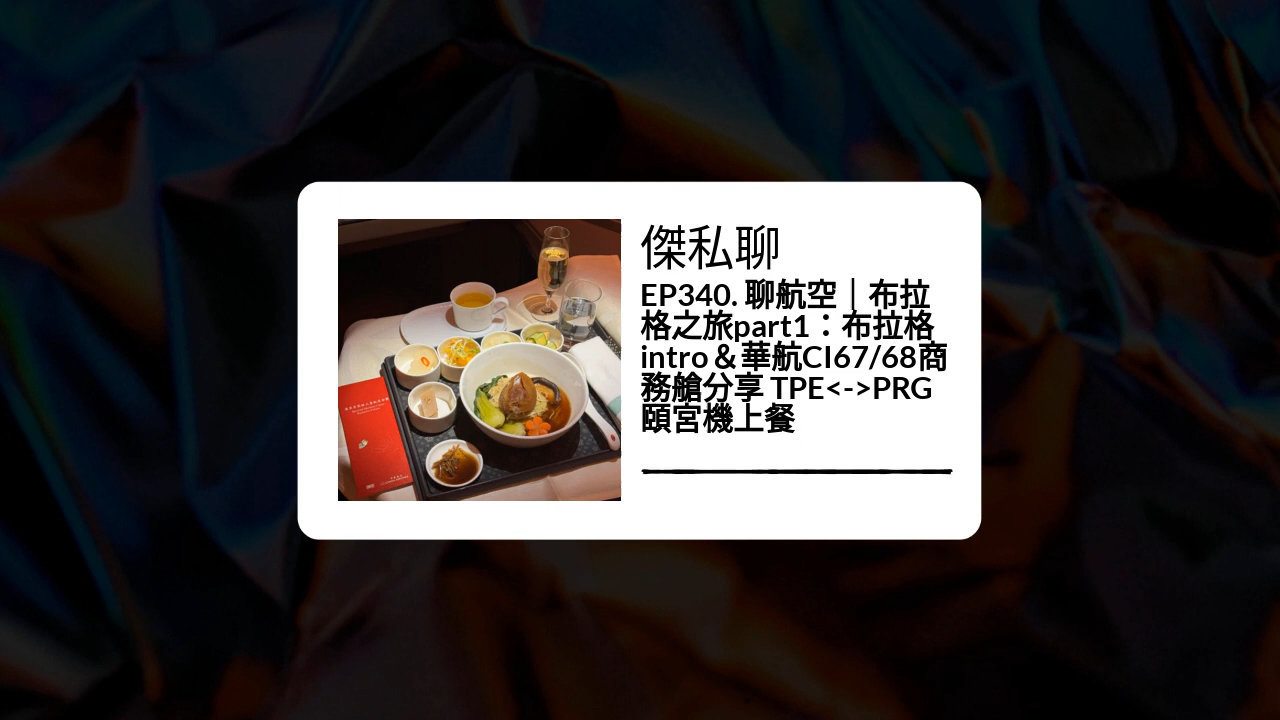 傑私聊
EP340. 聊航空｜布拉
格之旅part1：布拉格
intro＆華航CI67/68商
務艙分享 TPE<->PRG
頤宮機上餐